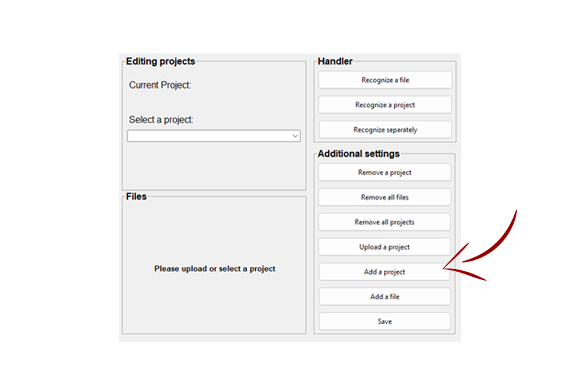 Editing projects
Current Project:
Select a project:
Files
Please upload or select a project
Handler
Recognize a file
Recognize a project
Recognize separately
Additional settings
Remove a project
Remove all files
Remove all projects
Upload a project
Add a project
Add a file
Save